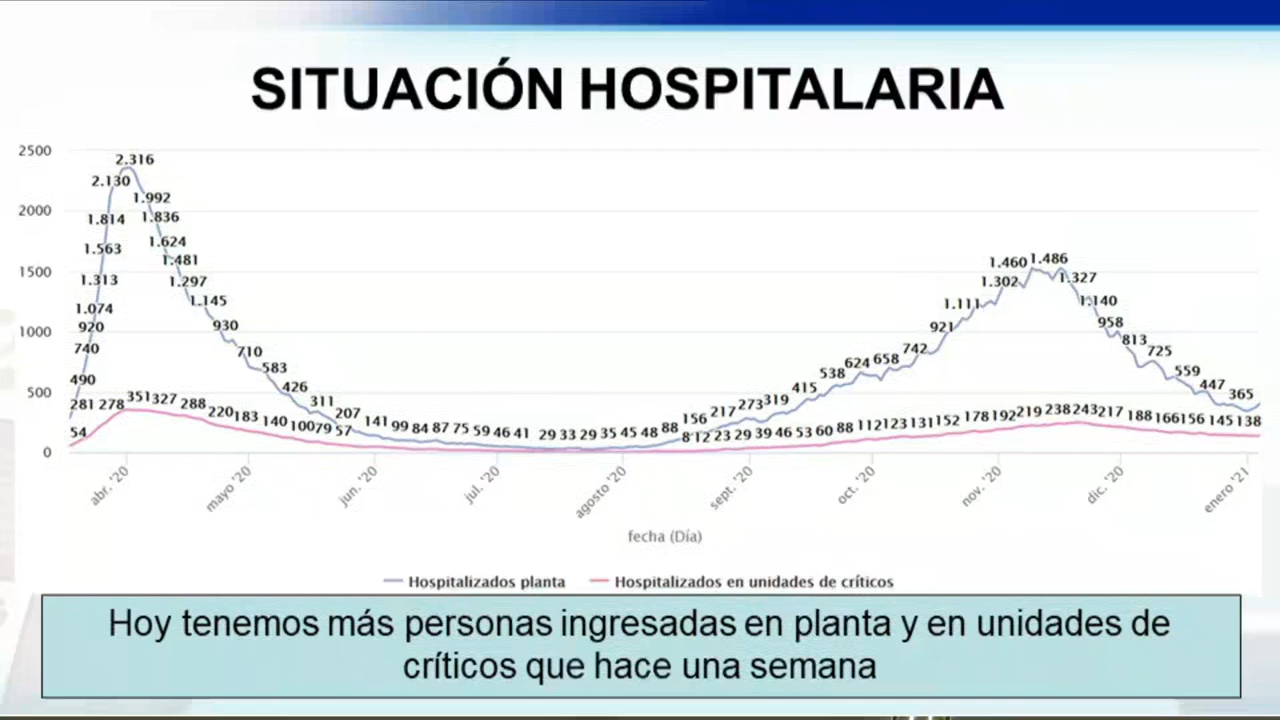 SITUACIÓN HOSPITALARIA
2500
2000
1500
1000
500
0
281 490 740 920 1.074 1.313 1.563 1.814 2.130 2.316 1.992 1.836 1.624 1.481 1.297 1.145 930 710 583 426 311 207 141 99 84 87 75 59 46 41 29 33 29 35 45 48 88 156 217 273 319 415 538 624 658 742 921 1.111 1.302 1.460 1.486 1.327 1.140 958 813 725 559 447 365
54 278 351 327 288 220 183 140 100 79 57 8 12 23 29 39 46 53 60 88 112 123 131 152 178 192 219 238 243 217 188 166 156 145 138
abr. '20 mayo '20 jun. '20 jul. '20 agosto '20 sept. '20 oct. '20 nov. '20 dic. '20 enero '21
fecha (Día)
Hospitalizados planta Hospitalizados en unidades de críticos
Hoy tenemos más personas ingresadas en planta y en unidades de
críticos que hace una semana